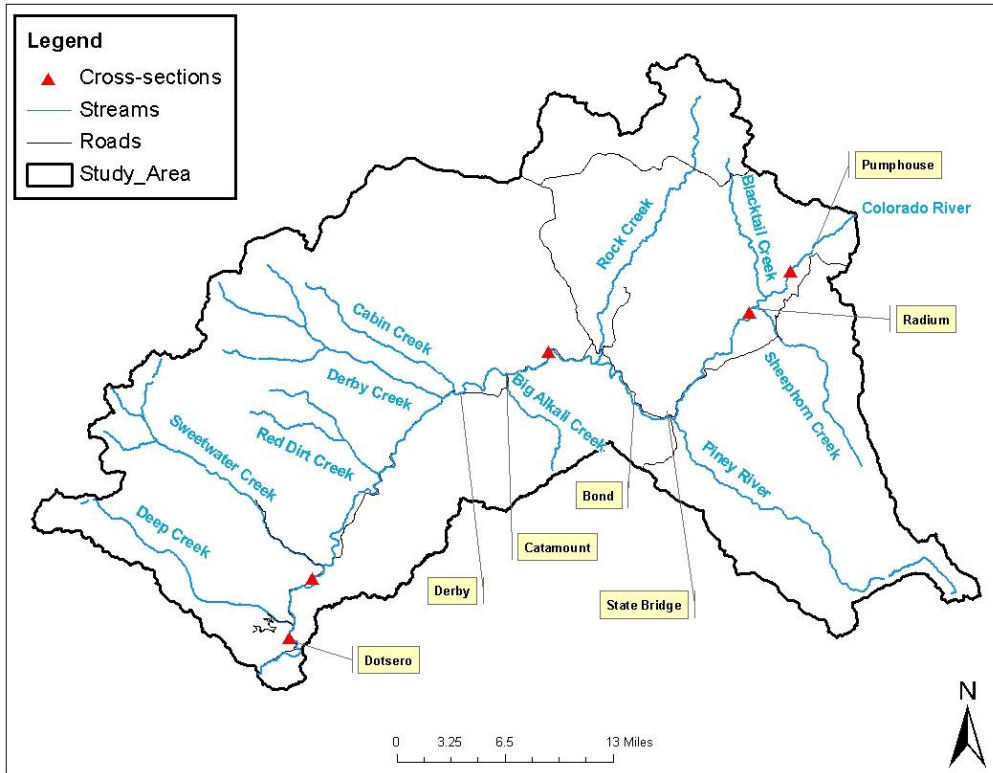 Legend
Cross-sections
Streams
Roads
Study_Area
Pumphouse
Colorado River
Blacktail Creek
Rock Creek
Radium
Cabin Creek
Sheephorn Creek
Derby Creek
Big Alkali Creek
Red Dirt Creek
Sweetwater Creek
Piney River
Bond
Deep Creek
Catamount
Derby
State Bridge
Dotsero
N
0 3.25 6.5 13 Miles